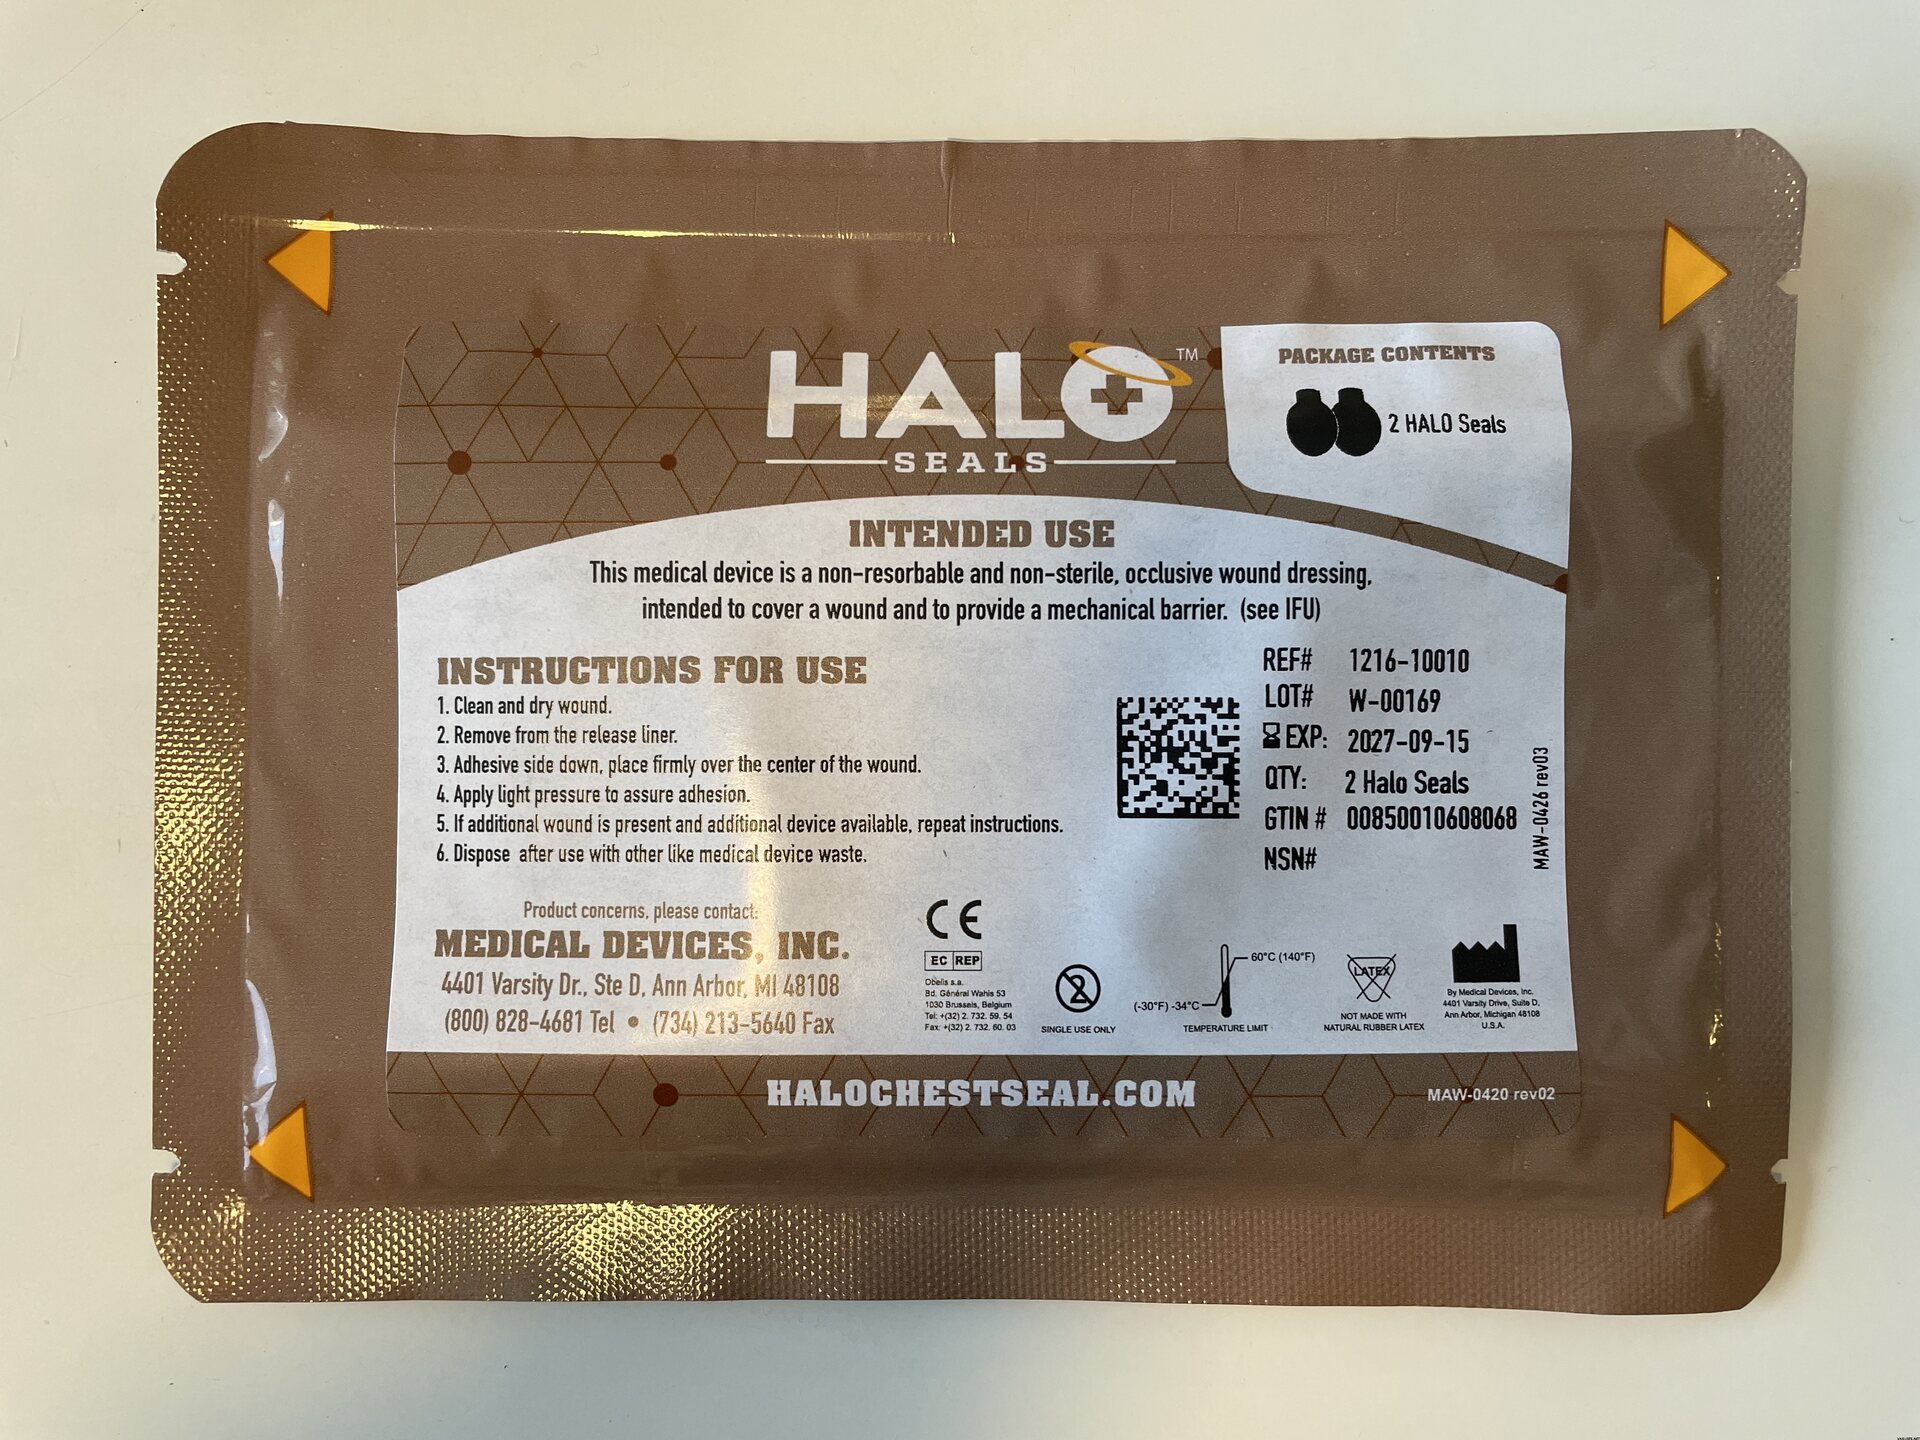 HALO
TM
SEALS
PACKAGE CONTENTS
2 HALO Seals
INTENDED USE
This medical device is a non-resorbable and non-sterile, occlusive wound dressing,
intended to cover a wound and to provide a mechanical barrier. (see IFU)
INSTRUCTIONS FOR USE
1. Clean and dry wound.
2. Remove from the release liner.
3. Adhesive side down, place firmly over the center of the wound.
4. Apply light pressure to assure adhesion.
5. If additional wound is present and additional device available, repeat instructions.
6. Dispose after use with other like medical device waste.
REF# 1216-10010
LOT# W-00169
EXP: 2027-09-15
QTY: 2 Halo Seals
GTIN # 00850010608068
NSN#
MAW-0426 rev03
Product concerns, please contact:
MEDICAL DEVICES, INC.
4401 Varsity Dr., Ste D, Ann Arbor, MI 48108
(800) 828-4681 Tel • (734) 213-5640 Fax
CE
EC REP
Obelis s.a.
Bd. Général Wahis 53
1030 Brussels, Belgium
Tel: +(32) 2. 732. 59. 54
Fax: +(32) 2. 732. 60. 03
2
SINGLE USE ONLY
60°C (140°F)
(-30°F) -34°C
TEMPERATURE LIMIT
LATEX
NOT MADE WITH
NATURAL RUBBER LATEX
By Medical Devices, Inc.
4401 Varsity Drive, Suite D,
Ann Arbor, Michigan 48108
U.S.A.
HALOCHESTSEAL.COM
MAW-0420 rev02